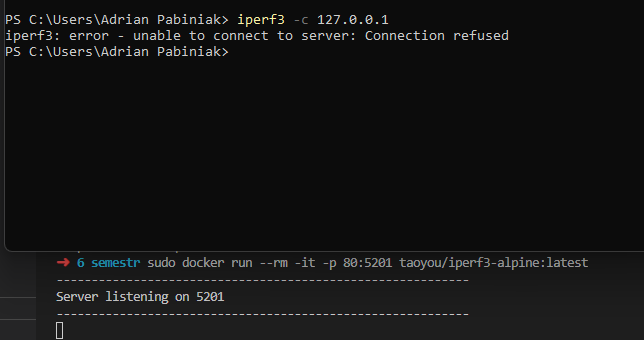 PS C:\Users\Adrian Pabiniak> iperf3 -c 127.0.0.1
iperf3: error - unable to connect to server: Connection refused
PS C:\Users\Adrian Pabiniak>
➜ 6 semestr sudo docker run --rm -it -p 80:5201 taoyou/iperf3-alpine:latest
-----------------------------------------------------------
Server listening on 5201
-----------------------------------------------------------